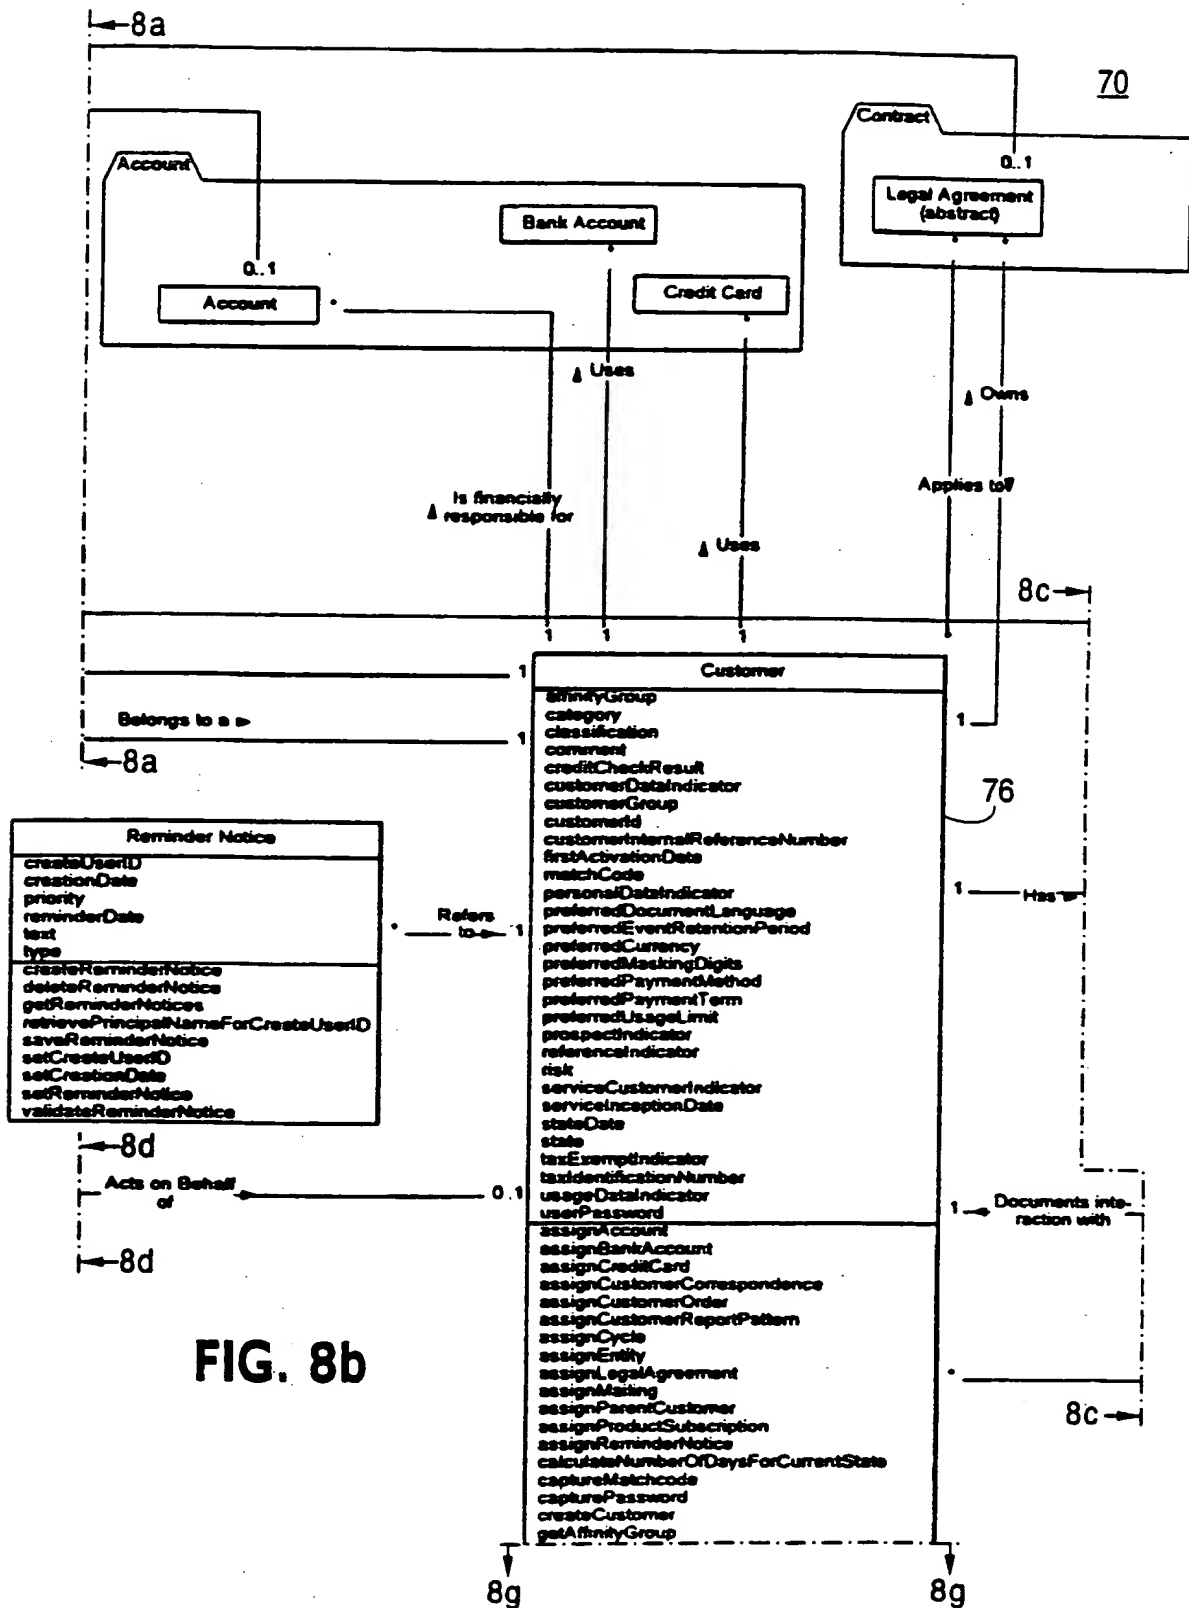 8a
70
Contract
0..1
Legal Agreement
(abstract)
*
*
Account
Bank Account
*
0..1
Account
*
Credit Card
*
Uses
Owns
Is financially
responsible for
Applies to
Uses
8c
1
1
1
*
1
Customer
affinityGroup
category
classification
comment
creditCheckResult
customerDataIndicator
customerGroup
customerId
customerInternalReferenceNumber
firstActivationDate
matchCode
personalDataIndicator
preferredDocumentLanguage
preferredEventRetentionPeriod
preferredCurrency
preferredMaskingDigits
preferredPaymentMethod
preferredPaymentTerm
preferredUsageLimit
prospectIndicator
referenceIndicator
risk
serviceCustomerIndicator
serviceInceptionDate
stateDate
state
taxExemptIndicator
taxIdentificationNumber
usageDataIndicator
userPassword
assignAccount
assignBankAccount
assignCreditCard
assignCustomerCorrespondence
assignCustomerOrder
assignCustomerReportPattern
assignCycle
assignEntity
assignLegalAgreement
assignMailing
assignParentCustomer
assignProductSubscription
assignReminderNotice
calculateNumberOfDaysForCurrentState
captureMatchcode
capturePassword
createCustomer
getAffinityGroup
Belongs to a
1
1
8a
76
Reminder Notice
createUserID
creationDate
priority
reminderDate
text
type
createReminderNotice
deleteReminderNotice
getReminderNotices
retrievePrincipalNameForCreateUserID
saveReminderNotice
setCreateUserID
setCreationDate
setReminderNotice
validateReminderNotice
*
Refers
to
1
1
Has
8d
Acts on Behalf
of
0..1
8d
1
Documents inte-
raction with
*
8c
FIG. 8b
8g
8g